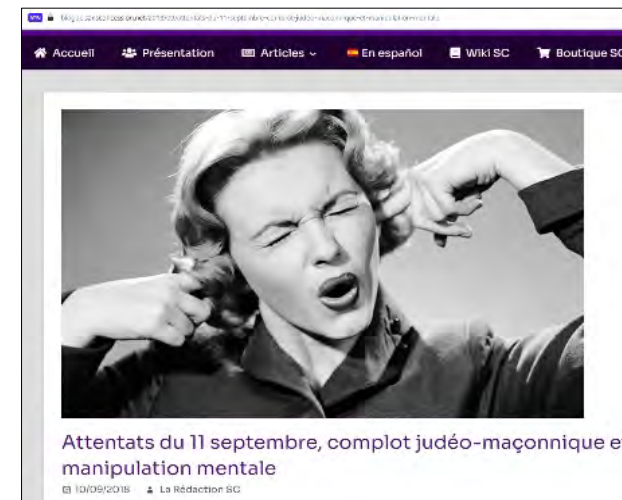 Accueil Présentation Articles En español Wiki SC Boutique SC
Attentats du 11 septembre, complot judéo-maçonnique e
manipulation mentale
10/09/2018 La Rédaction SC